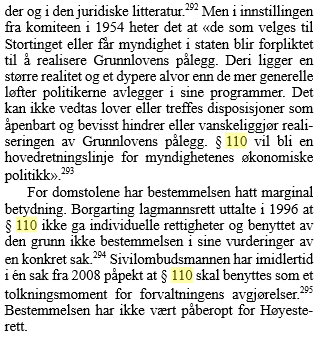 der og i den juridiske litteratur.292 Men i innstillingen
fra komiteen i 1954 heter det at «de som velges til
Stortinget eller får myndighet i staten blir forpliktet
til å realisere Grunnlovens pålegg. Deri ligger en
større realitet og et dypere alvor enn de mer generelle
løfter politikerne avlegger i sine programmer. Det
kan ikke vedtas lover eller treffes disposisjoner som
åpenbart og bevisst hindrer eller vanskeliggjør reali-
seringen av Grunnlovens pålegg. § 110 vil bli en
hovedretningslinje for myndighetenes økonomiske
politikk».293
For domstolene har bestemmelsen hatt marginal
betydning. Borgarting lagmannsrett uttalte i 1996 at
§ 110 ikke ga individuelle rettigheter og benyttet av
den grunn ikke bestemmelsen i sine vurderinger av
en konkret sak.294 Sivilombudsmannen har imidlertid
i én sak fra 2008 påpekt at § 110 skal benyttes som et
tolkningsmoment for forvaltningens avgjørelser.295
Bestemmelsen har ikke vært påberopt for Høyeste-
rett.